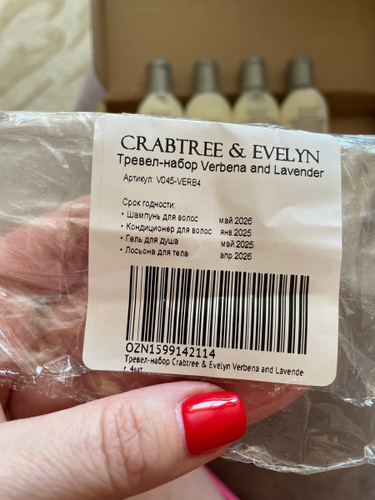 CRABTREE & EVELYN
Тревел-набор Verbena and Lavender
Артикул: V045-VERB4
Срок годности:
• Шампунь для волос май.2026
• Кондиционер для волос янв.2025
• Гель для душа май.2025
• Лосьона для тела апр.2026
OZN1599142114
Тревел-набор Crabtree & Evelyn Verbena and Lavende
r, 4шт